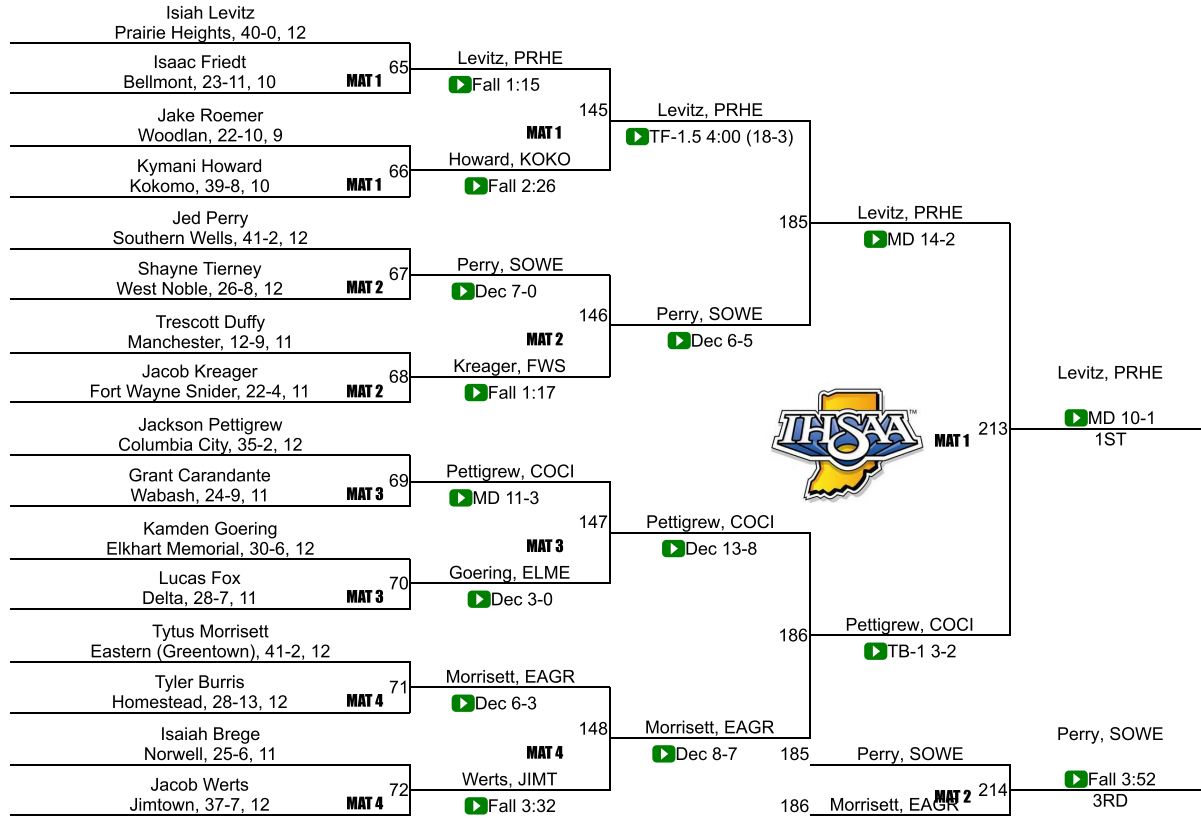 Isiah Levitz
Prairie Heights, 40-0, 12
Isaac Friedt
Bellmont, 23-11, 10
MAT 1
65
Jake Roemer
Woodlan, 22-10, 9
Kymani Howard
Kokomo, 39-8, 10
MAT 1
66
Jed Perry
Southern Wells, 41-2, 12
Shayne Tierney
West Noble, 26-8, 12
MAT 2
67
Trescott Duffy
Manchester, 12-9, 11
Jacob Kreager
Fort Wayne Snider, 22-4, 11
MAT 2
68
Jackson Pettigrew
Columbia City, 35-2, 12
Grant Carandante
Wabash, 24-9, 11
MAT 3
69
Kamden Goering
Elkhart Memorial, 30-6, 12
Lucas Fox
Delta, 28-7, 11
MAT 3
70
Tytus Morrisett
Eastern (Greentown), 41-2, 12
Tyler Burris
Homestead, 28-13, 12
MAT 4
71
Isaiah Brege
Norwell, 25-6, 11
Jacob Werts
Jimtown, 37-7, 12
MAT 4
72
Levitz, PRHE
Fall 1:15
145
MAT 1
Howard, KOKO
Fall 2:26
Perry, SOWE
Dec 7-0
146
MAT 2
Kreager, FWS
Fall 1:17
Pettigrew, COCI
MD 11-3
147
MAT 3
Goering, ELME
Dec 3-0
Morrisett, EAGR
Dec 6-3
148
MAT 4
Werts, JIMT
Fall 3:32
Levitz, PRHE
TF-1.5 4:00 (18-3)
185
Perry, SOWE
Dec 6-5
Pettigrew, COCI
Dec 13-8
186
Morrisett, EAGR
Dec 8-7
Levitz, PRHE
MD 14-2
IHSAA™
MAT 1
213
Pettigrew, COCI
TB-1 3-2
Levitz, PRHE
MD 10-1
1ST
185
Perry, SOWE
MAT 2
214
186
Morrisett, EAGR
Perry, SOWE
Fall 3:52
3RD